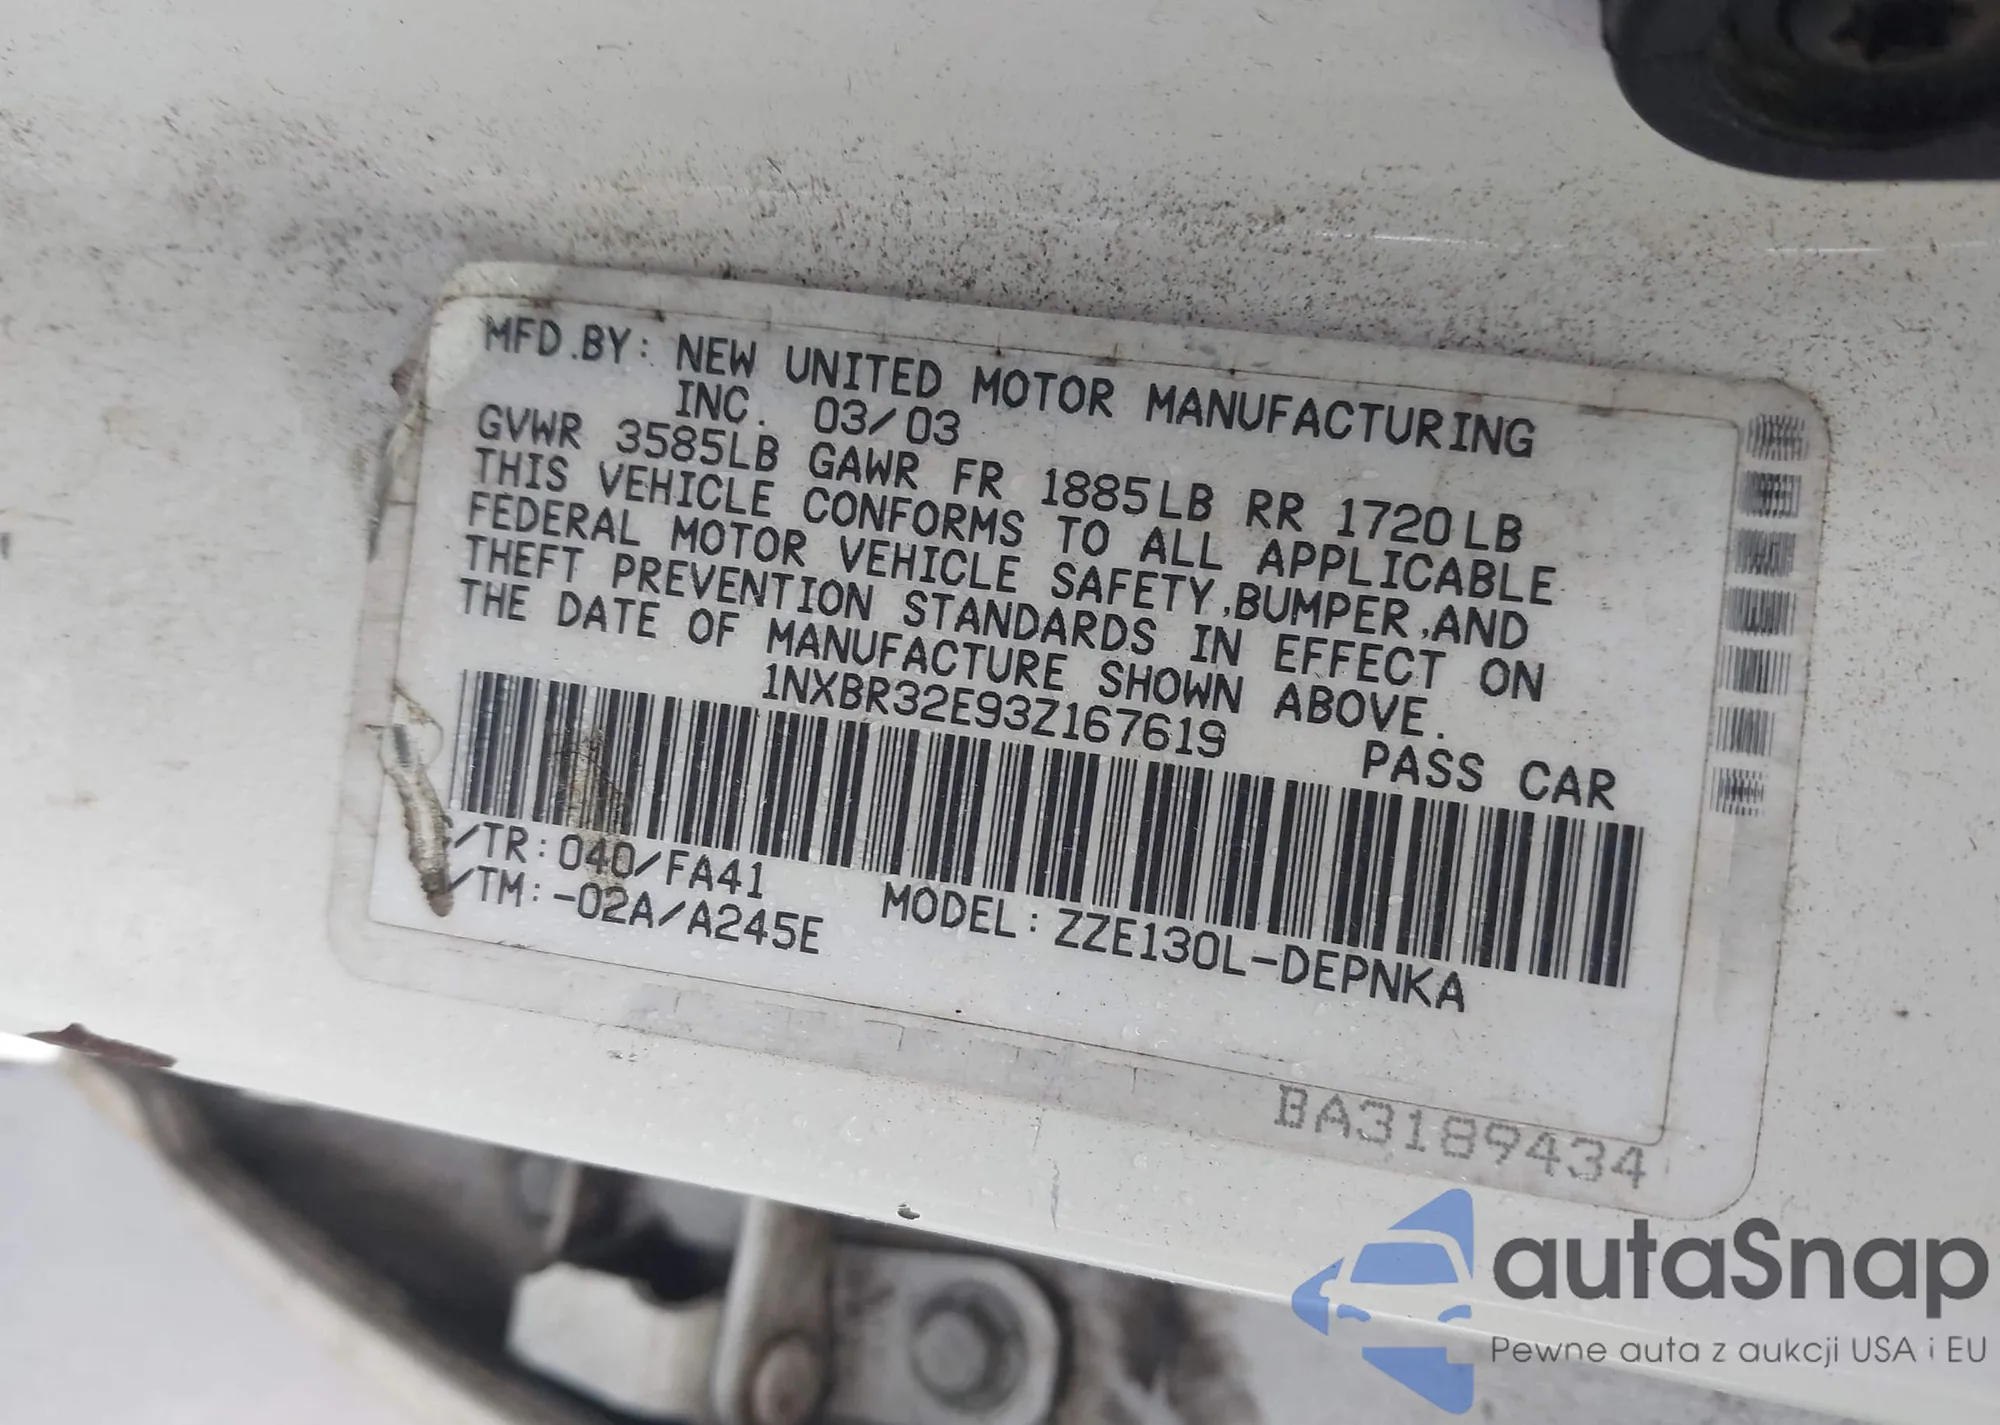 MFD.BY: NEW UNITED MOTOR MANUFACTURING
INC. 03/03
GVWR 3585LB GAWR FR 1885LB RR 1720LB
THIS VEHICLE CONFORMS TO ALL APPLICABLE
FEDERAL MOTOR VEHICLE SAFETY,BUMPER,AND
THEFT PREVENTION STANDARDS IN EFFECT ON
THE DATE OF MANUFACTURE SHOWN ABOVE.
1NXBR32E93Z167619 PASS CAR
/TR:040/FA41
/TM:-02A/A245E MODEL:ZZE130L-DEPNKA
BA3189434
autaSnap
Pewne auta z aukcji USA i EU